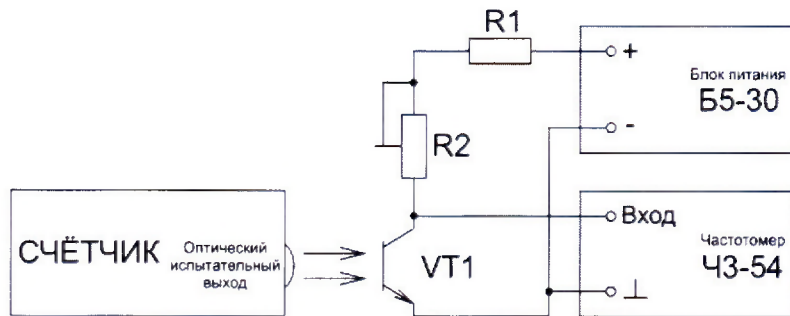 R1
+
Блок питания
Б5-30
-
R2
СЧЁТЧИК
Оптический
испытательный
выход
VT1
Вход
Частотомер
Ч3-54
⊥